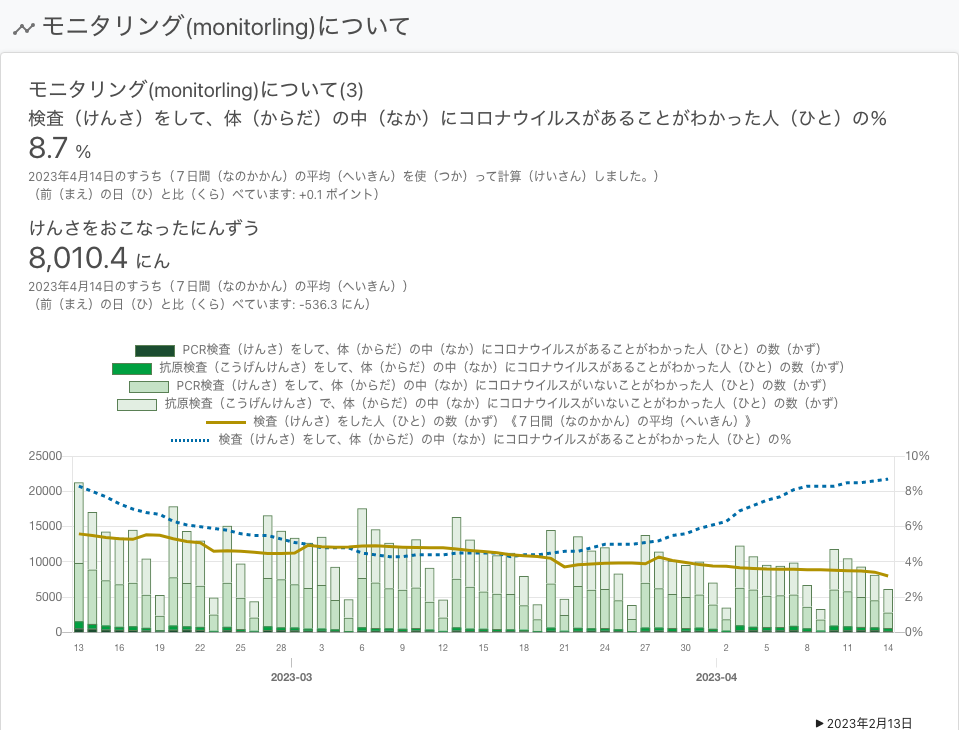 モニタリング(monitorling)について
モニタリング(monitorling)について(3)
検査（けんさ）をして、体（からだ）の中（なか）にコロナウイルスがあることがわかった人（ひと）の%
8.7 %
2023年4月14日のすうち（７日間（なのかかん）の平均（へいきん）を使（つか）って計算（けいさん）しました。）
（前（まえ）の日（ひ）と比（くら）べています: +0.1 ポイント）
けんさをおこなったにんずう
8,010.4 にん
2023年4月14日のすうち（７日間（なのかかん）の平均（へいきん））
（前（まえ）の日（ひ）と比（くら）べています: -536.3 にん）
PCR検査（けんさ）をして、体（からだ）の中（なか）にコロナウイルスがあることがわかった人（ひと）の数（かず）
抗原検査（こうげんけんさ）をして、体（からだ）の中（なか）にコロナウイルスがあることがわかった人（ひと）の数（かず）
PCR検査（けんさ）をして、体（からだ）の中（なか）にコロナウイルスがいないことがわかった人（ひと）の数（かず）
抗原検査（こうげんけんさ）で、体（からだ）の中（なか）にコロナウイルスがいないことがわかった人（ひと）の数（かず）
検査（けんさ）をした人（ひと）の数（かず）《７日間（なのかかん）の平均（へいきん）》
検査（けんさ）をして、体（からだ）の中（なか）にコロナウイルスがあることがわかった人（ひと）の%
25000 10%
20000 8%
15000 6%
10000 4%
5000 2%
0 0%
13 16 19 22 25 28 3 6 9 12 15 18 21 24 27 30 2 5 8 11 14
2023-03 2023-04
▶ 2023年2月13日